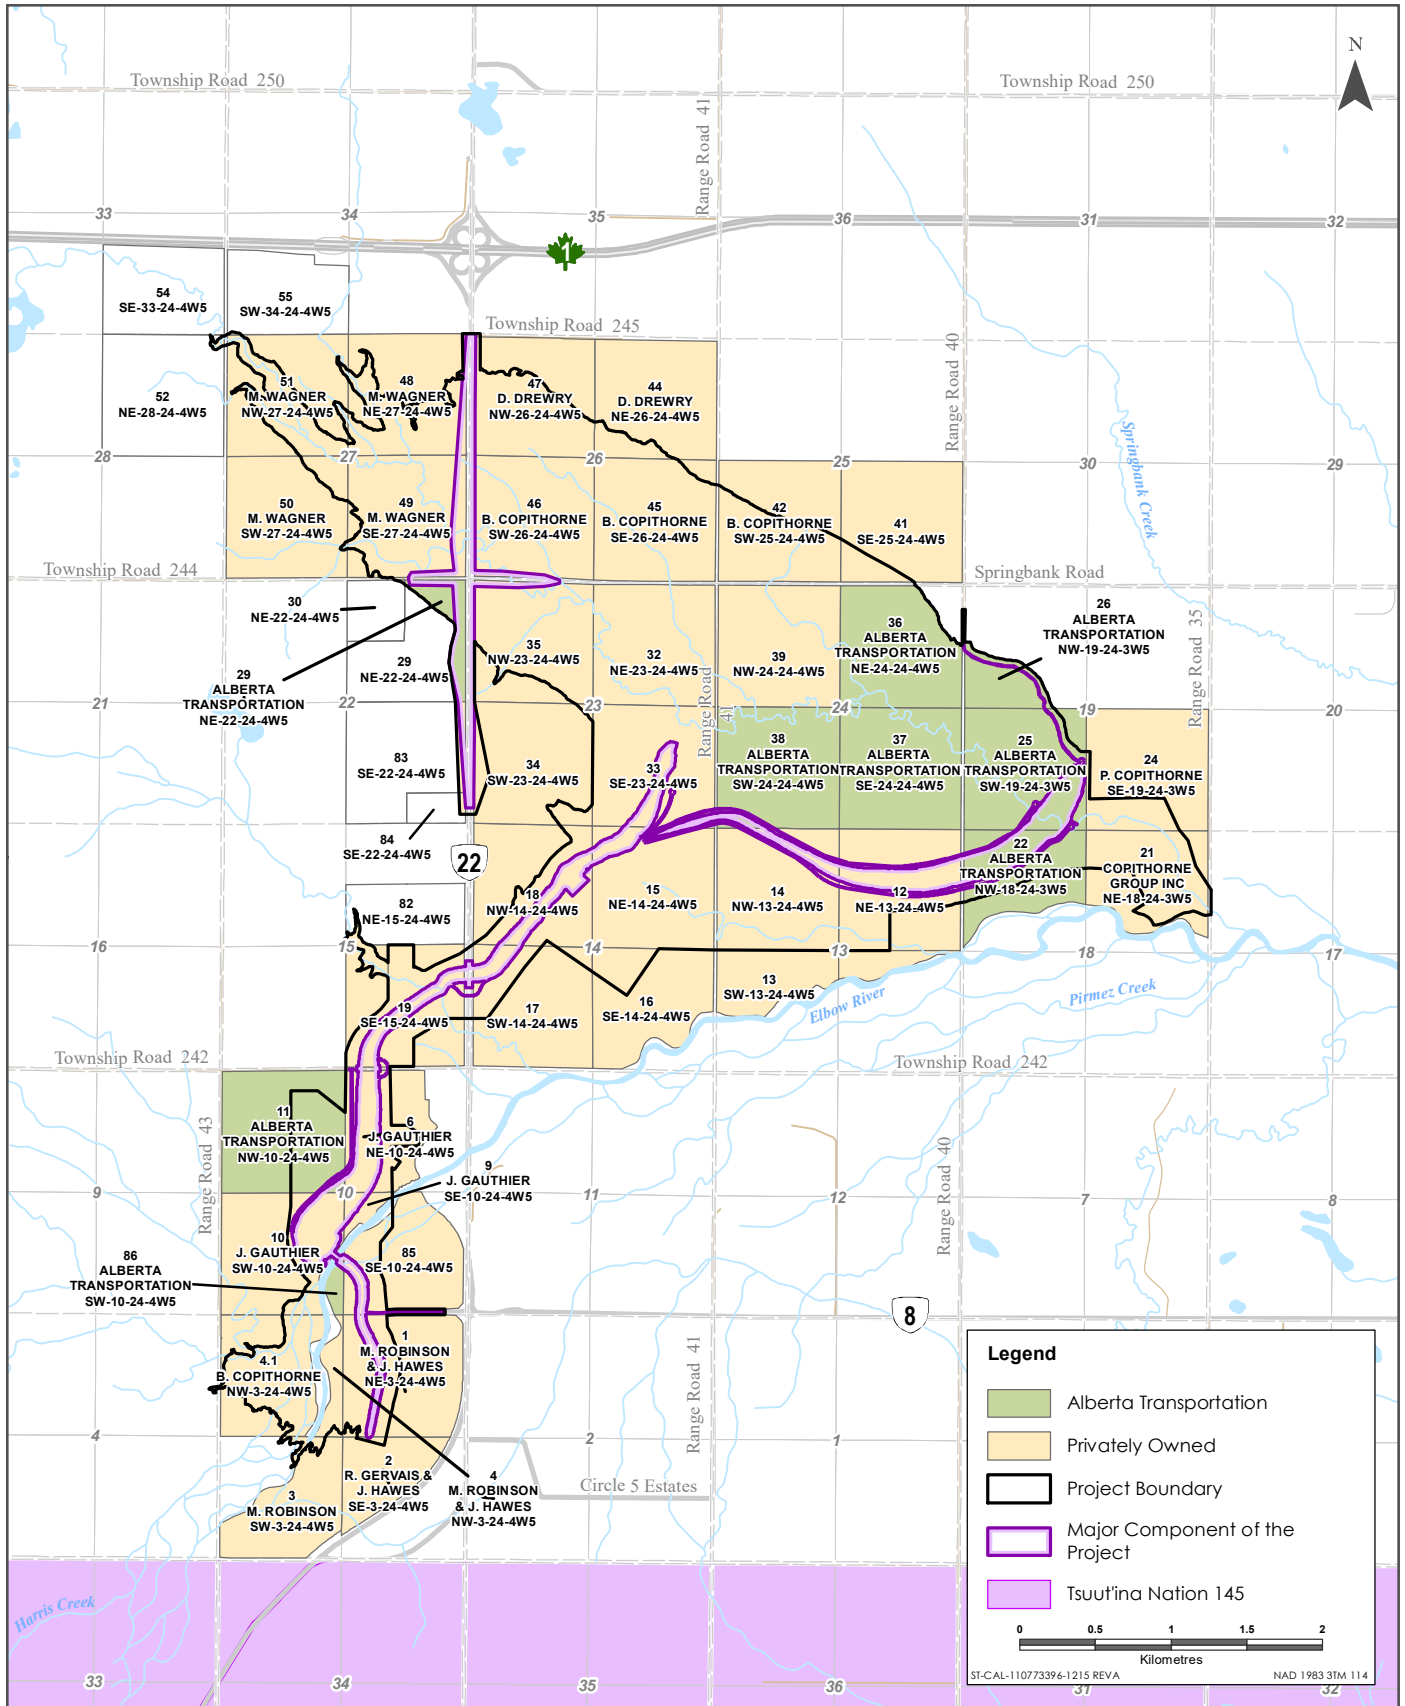 N
Township Road 250
Township Road 250
Range Road 41
33
34
35
36
31
32
1
54
SE-33-24-4W5
55
SW-34-24-4W5
Township Road 245
Range Road 40
52
NE-28-24-4W5
51
M. WAGNER
NW-27-24-4W5
48
M. WAGNER
NE-27-24-4W5
47
D. DREWRY
NW-26-24-4W5
44
D. DREWRY
NE-26-24-4W5
Springbank Creek
28
27
26
25
30
29
50
M. WAGNER
SW-27-24-4W5
49
M. WAGNER
SE-27-24-4W5
46
B. COPITHORNE
SW-26-24-4W5
45
B. COPITHORNE
SE-26-24-4W5
42
B. COPITHORNE
SW-25-24-4W5
41
SE-25-24-4W5
Township Road 244
Springbank Road
30
NE-22-24-4W5
29
NE-22-24-4W5
29
ALBERTA
TRANSPORTATION
NE-22-24-4W5
35
NW-23-24-4W5
32
NE-23-24-4W5
39
NW-24-24-4W5
36
ALBERTA
TRANSPORTATION
NE-24-24-4W5
26
ALBERTA
TRANSPORTATION
NW-19-24-3W5
Range Road 35
Range Road 41
21
22
23
24
19
20
83
SE-22-24-4W5
34
SW-23-24-4W5
33
SE-23-24-4W5
38
ALBERTA
TRANSPORTATION
SW-24-24-4W5
37
ALBERTA
TRANSPORTATION
SE-24-24-4W5
25
ALBERTA
TRANSPORTATION
SW-19-24-3W5
24
P. COPITHORNE
SE-19-24-3W5
84
SE-22-24-4W5
22
82
NE-15-24-4W5
18
NW-14-24-4W5
15
NE-14-24-4W5
14
NW-13-24-4W5
12
NE-13-24-4W5
22
ALBERTA
TRANSPORTATION
NW-18-24-3W5
21
COPITHORNE
GROUP INC
NE-18-24-3W5
16
15
14
13
18
17
19
SE-15-24-4W5
17
SW-14-24-4W5
16
SE-14-24-4W5
13
SW-13-24-4W5
Elbow River
Pirmez Creek
Township Road 242
Township Road 242
Range Road 43
11
ALBERTA
TRANSPORTATION
NW-10-24-4W5
6
J. GAUTHIER
NE-10-24-4W5
9
J. GAUTHIER
SE-10-24-4W5
Range Road 40
9
10
11
12
7
8
10
J. GAUTHIER
SW-10-24-4W5
85
SE-10-24-4W5
86
ALBERTA
TRANSPORTATION
SW-10-24-4W5
8
1
M. ROBINSON
& J. HAWES
NE-3-24-4W5
4.1
B. COPITHORNE
NW-3-24-4W5
Range Road 41
4
2
1
2
R. GERVAIS &
J. HAWES
SE-3-24-4W5
4
M. ROBINSON
& J. HAWES
NW-3-24-4W5
3
M. ROBINSON
SW-3-24-4W5
Circle 5 Estates
Harris Creek
33
34
35
36
31
32
Legend
Alberta Transportation
Privately Owned
Project Boundary
Major Component of the
Project
Tsuut'ina Nation 145
0 0.5 1 1.5 2
Kilometres
ST-CAL-110773396-1215 REVA
NAD 1983 3TM 114